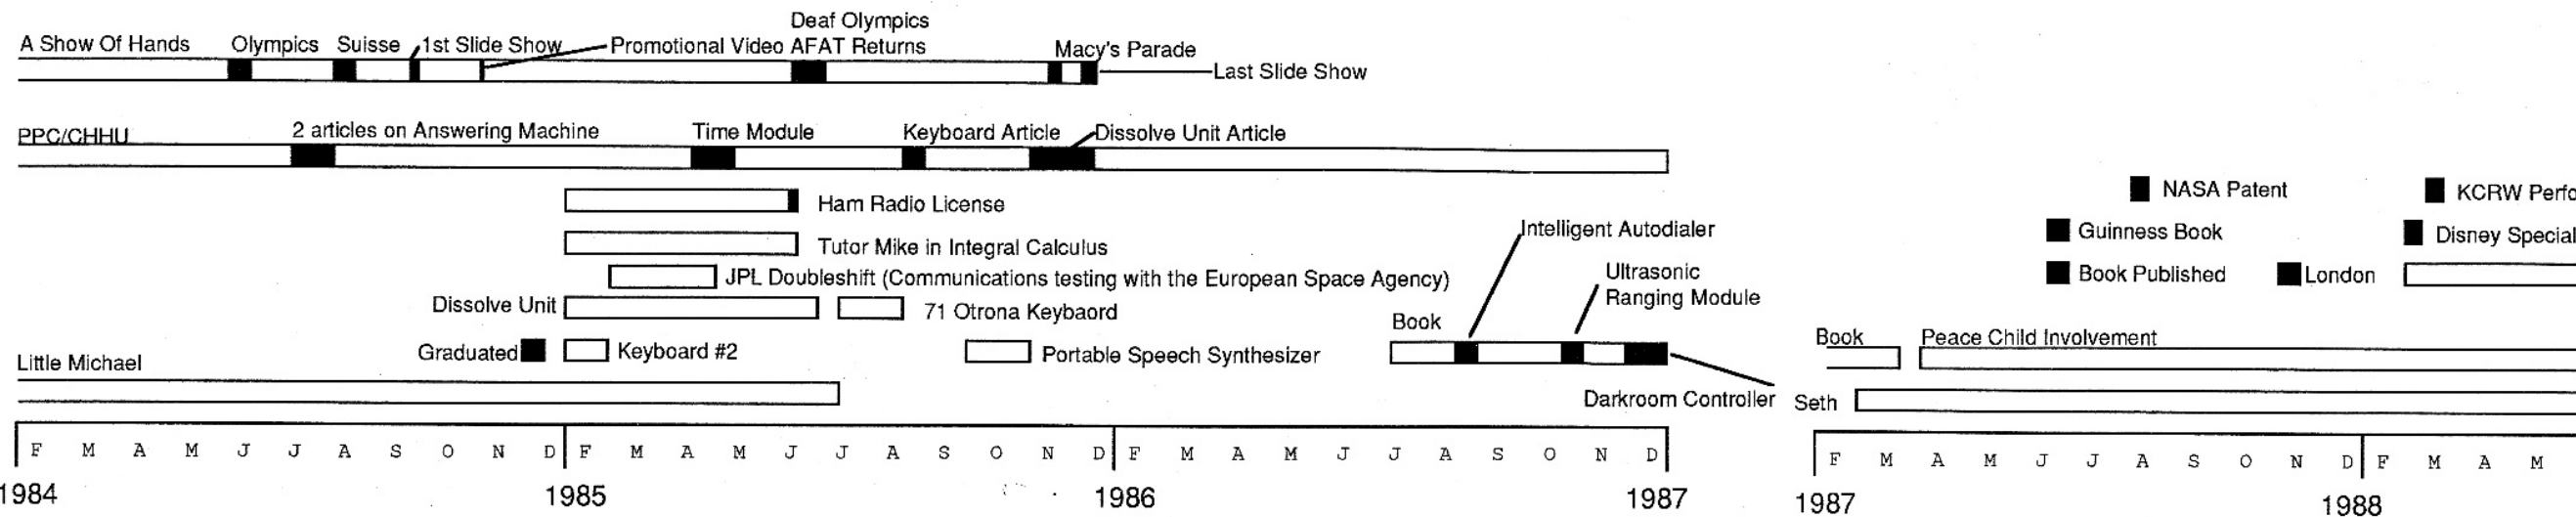 Deaf Olympics
A Show Of Hands Olympics Suisse 1st Slide Show Promotional Video AFAT Returns Macy's Parade
Last Slide Show
PPC/CHHU 2 articles on Answering Machine Time Module Keyboard Article Dissolve Unit Article
NASA Patent KCRW Perfo
Ham Radio License
Intelligent Autodialer Guinness Book Disney Special
Tutor Mike in Integral Calculus
JPL Doubleshift (Communications testing with the European Space Agency)
Ultrasonic
Ranging Module
Book Published London
Dissolve Unit 71 Otrona Keybaord
Book
Graduated Keyboard #2 Portable Speech Synthesizer
Book Peace Child Involvement
Little Michael
Darkroom Controller Seth
F M A M J J A S O N D F M A M J J A S O N D F M A M J J A S O N D F M A M J J A S O N D F M A M
1984 1985 1986 1987 1987 1988